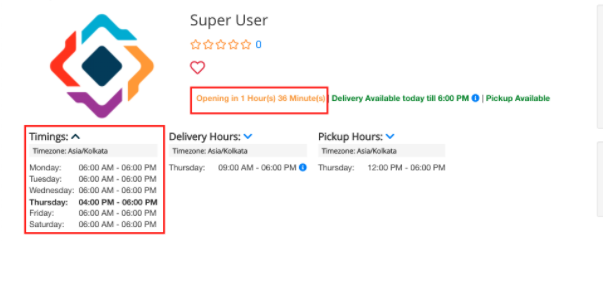 Super User
0
Opening in 1 Hour(s) 36 Minute(s) | Delivery Available today till 6:00 PM | Pickup Available
Timings:
Timezone: Asia/Kolkata
Monday: 06:00 AM - 06:00 PM
Tuesday: 06:00 AM - 06:00 PM
Wednesday: 06:00 AM - 06:00 PM
Thursday: 04:00 PM - 06:00 PM
Friday: 06:00 AM - 06:00 PM
Saturday: 06:00 AM - 06:00 PM
Delivery Hours:
Timezone: Asia/Kolkata
Thursday: 09:00 AM - 06:00 PM
Pickup Hours:
Timezone: Asia/Kolkata
Thursday: 12:00 PM - 06:00 PM